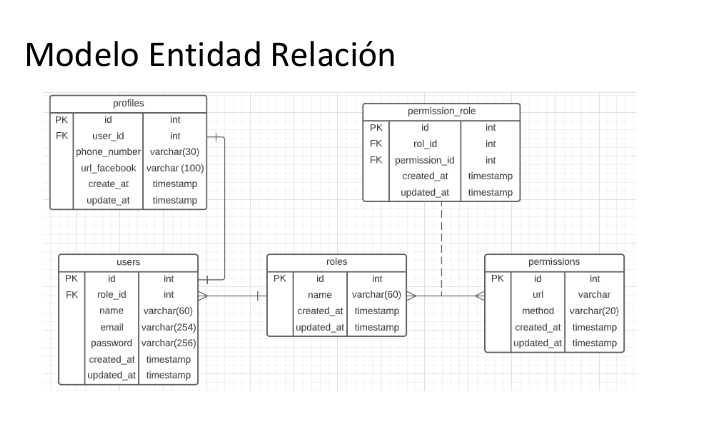 Modelo Entidad Relación
profiles
PK id int
FK user_id int
phone_number varchar(30)
url_facebook varchar (100)
create_at timestamp
update_at timestamp
permission_role
PK id int
FK rol_id int
FK permission_id int
created_at timestamp
updated_at timestamp
users
PK id int
FK role_id int
name varchar(60)
email varchar(254)
password varchar(256)
created_at timestamp
updated_at timestamp
roles
PK id int
name varchar(60)
created_at timestamp
updated_at timestamp
permissions
PK id int
url varchar
method varchar(20)
created_at timestamp
updated_at timestamp